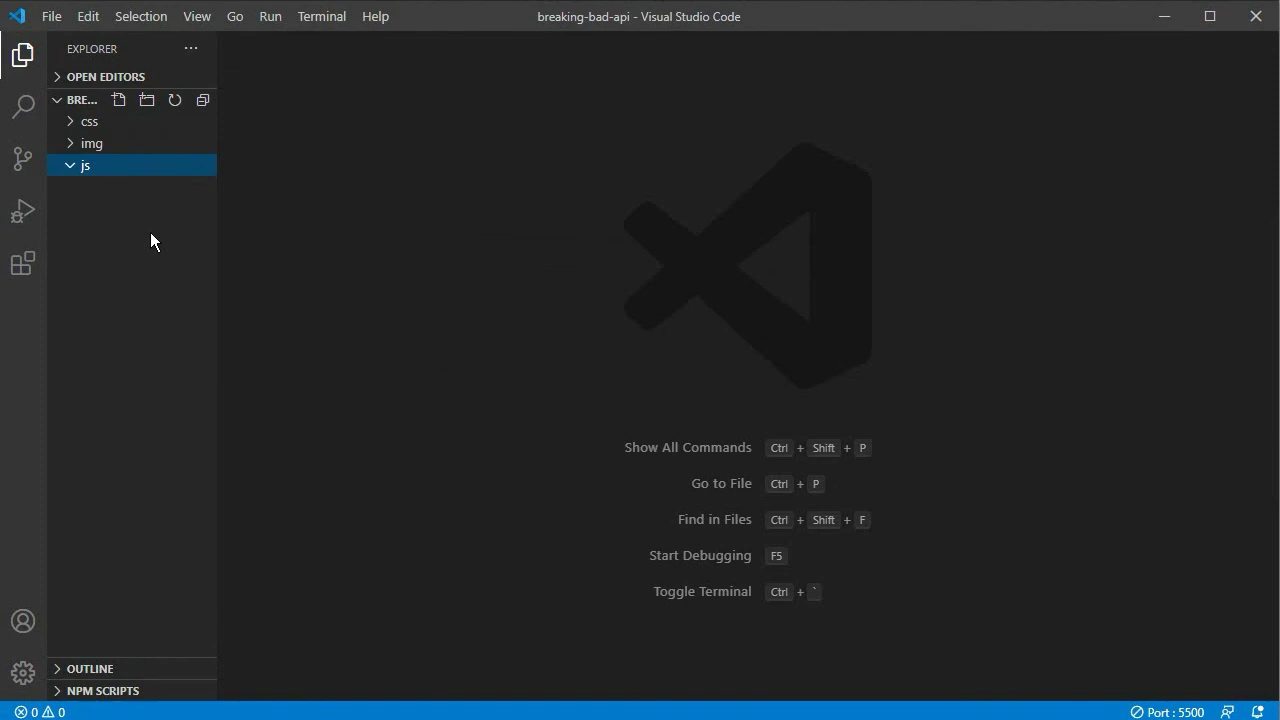 File Edit Selection View Go Run Terminal Help breaking-bad-api - Visual Studio Code
EXPLORER
OPEN EDITORS
BRE...
css
img
js
Show All Commands Ctrl + Shift + P
Go to File Ctrl + P
Find in Files Ctrl + Shift + F
Start Debugging F5
Toggle Terminal Ctrl + `
OUTLINE
NPM SCRIPTS
0 0 Port : 5500